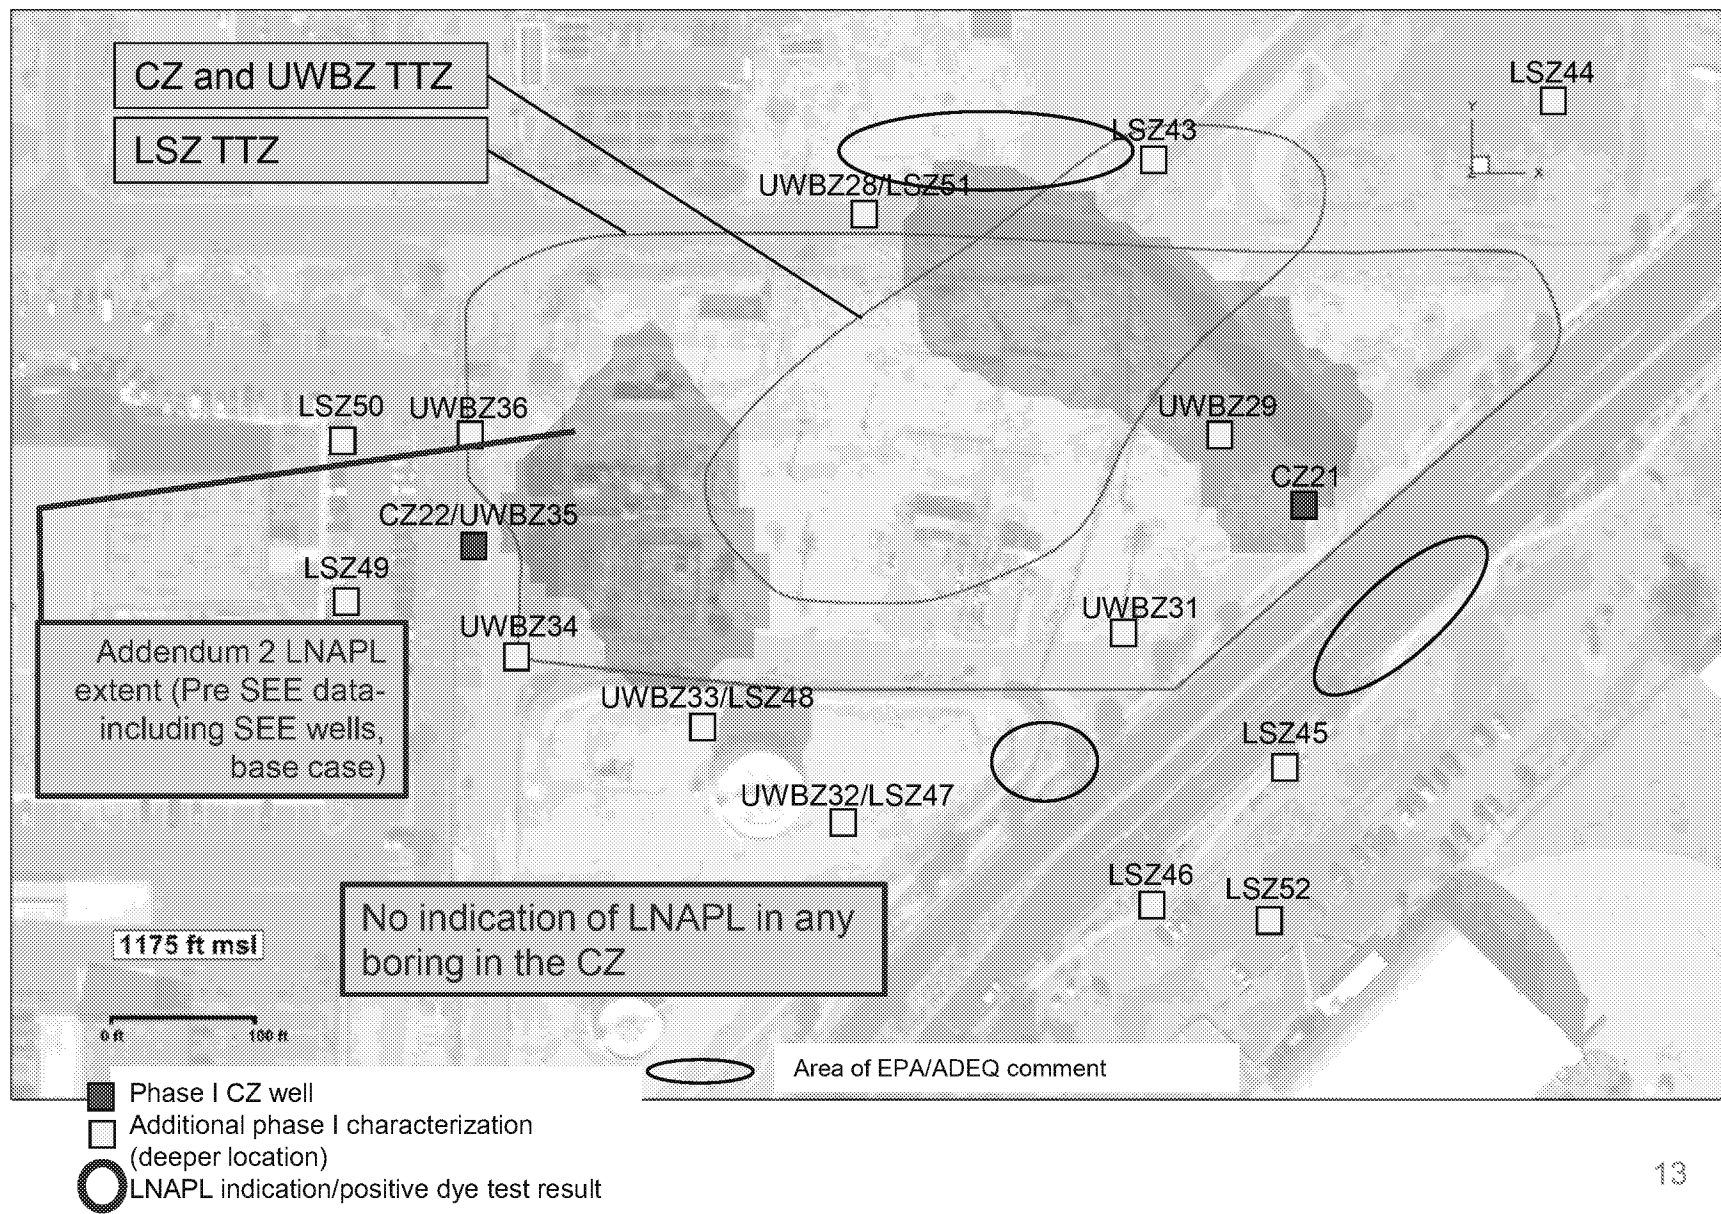 CZ and UWBZ TTZ
LSZ TTZ
LSZ44
Y
X
Z
LSZ43
UWBZ28/LSZ51
LSZ50
UWBZ36
UWBZ29
CZ21
CZ22/UWBZ35
LSZ49
UWBZ34
UWBZ31
Addendum 2 LNAPL
extent (Pre SEE data-
including SEE wells,
base case)
UWBZ33/LSZ48
LSZ45
UWBZ32/LSZ47
LSZ46
LSZ52
No indication of LNAPL in any
boring in the CZ
1175 ft msl
0 ft
100 ft
Area of EPA/ADEQ comment
Phase I CZ well
Additional phase I characterization
(deeper location)
LNAPL indication/positive dye test result
13